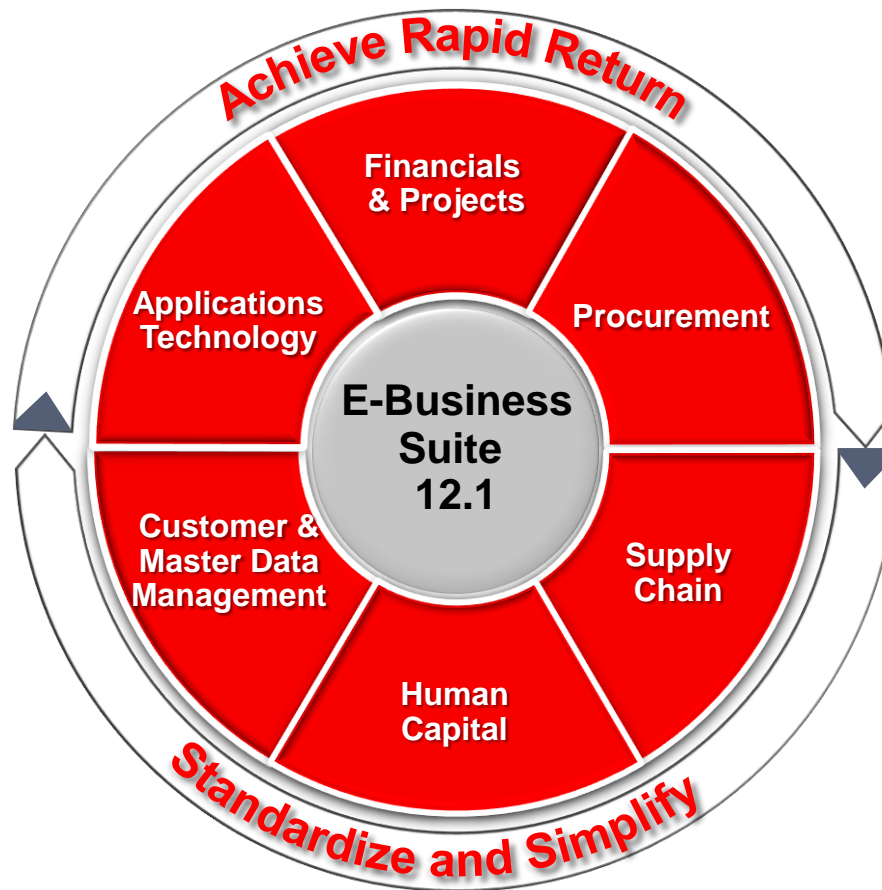 Achieve Rapid Return
Financials
& Projects
Applications
Technology
Procurement
E-Business
Suite
12.1
Customer &
Master Data
Management
Supply
Chain
Human
Capital
Standardize and Simplify